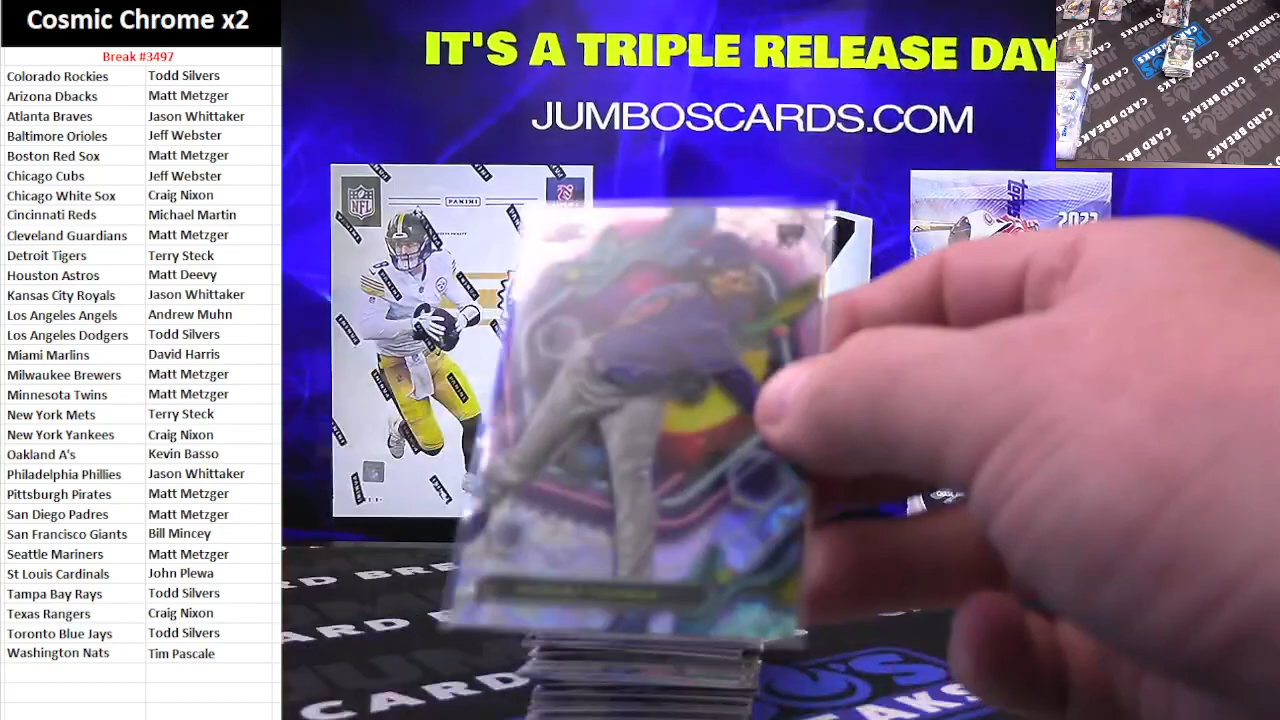 Cosmic Chrome x2
Break #3497
Colorado Rockies Todd Silvers
Arizona Dbacks Matt Metzger
Atlanta Braves Jason Whittaker
Baltimore Orioles Jeff Webster
Boston Red Sox Matt Metzger
Chicago Cubs Jeff Webster
Chicago White Sox Craig Nixon
Cincinnati Reds Michael Martin
Cleveland Guardians Matt Metzger
Detroit Tigers Terry Steck
Houston Astros Matt Deevy
Kansas City Royals Jason Whittaker
Los Angeles Angels Andrew Muhn
Los Angeles Dodgers Todd Silvers
Miami Marlins David Harris
Milwaukee Brewers Matt Metzger
Minnesota Twins Matt Metzger
New York Mets Terry Steck
New York Yankees Craig Nixon
Oakland A's Kevin Basso
Philadelphia Phillies Jason Whittaker
Pittsburgh Pirates Matt Metzger
San Diego Padres Matt Metzger
San Francisco Giants Bill Mincey
Seattle Mariners Matt Metzger
St Louis Cardinals John Plewa
Tampa Bay Rays Todd Silvers
Texas Rangers Craig Nixon
Toronto Blue Jays Todd Silvers
Washington Nats Tim Pascale
IT'S A TRIPLE RELEASE DAY
JUMBOSCARDS.COM
NFL
PANINI
topps
CARD BREAKS